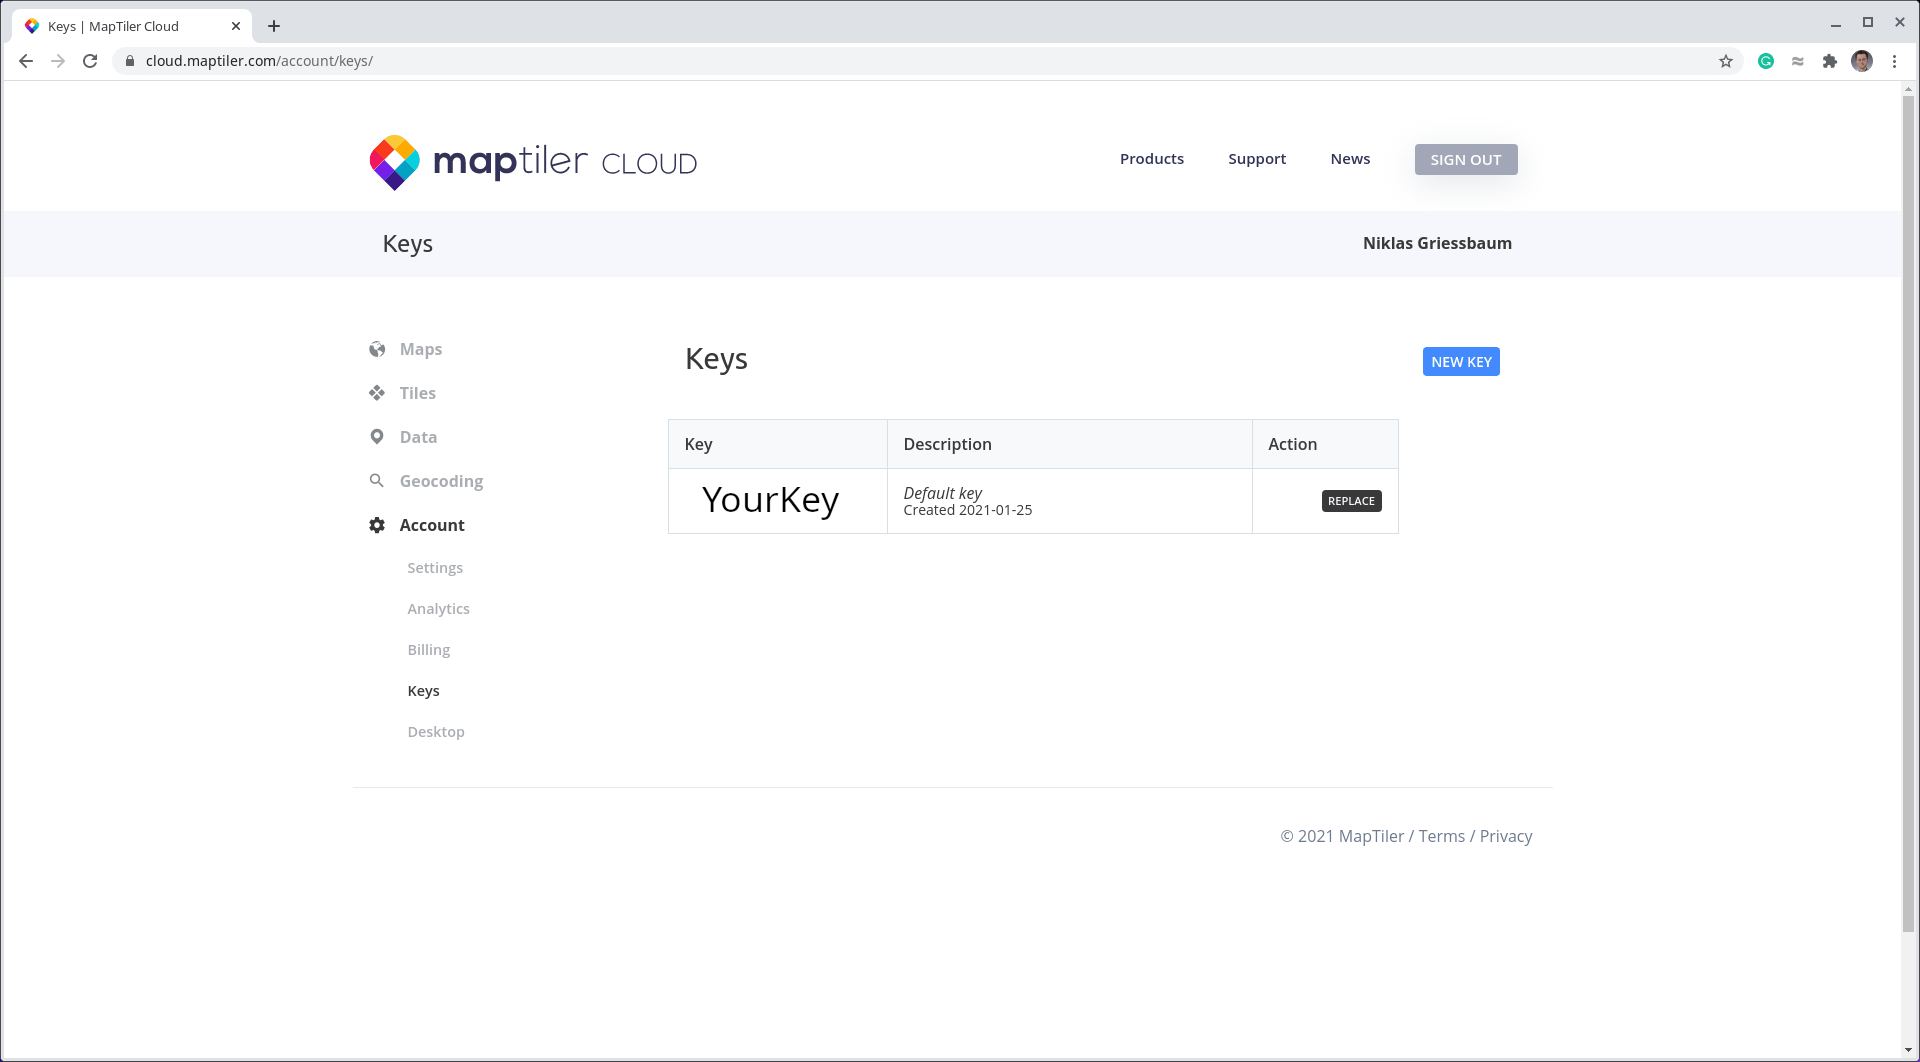 Keys | MapTiler Cloud
cloud.maptiler.com/account/keys/
maptiler CLOUD
Products
Support
News
SIGN OUT
Keys
Niklas Griessbaum
Maps
Tiles
Data
Geocoding
Account
Settings
Analytics
Billing
Keys
Desktop
Keys
NEW KEY
Key
Description
Action
YourKey
Default key
Created 2021-01-25
REPLACE
© 2021 MapTiler / Terms / Privacy